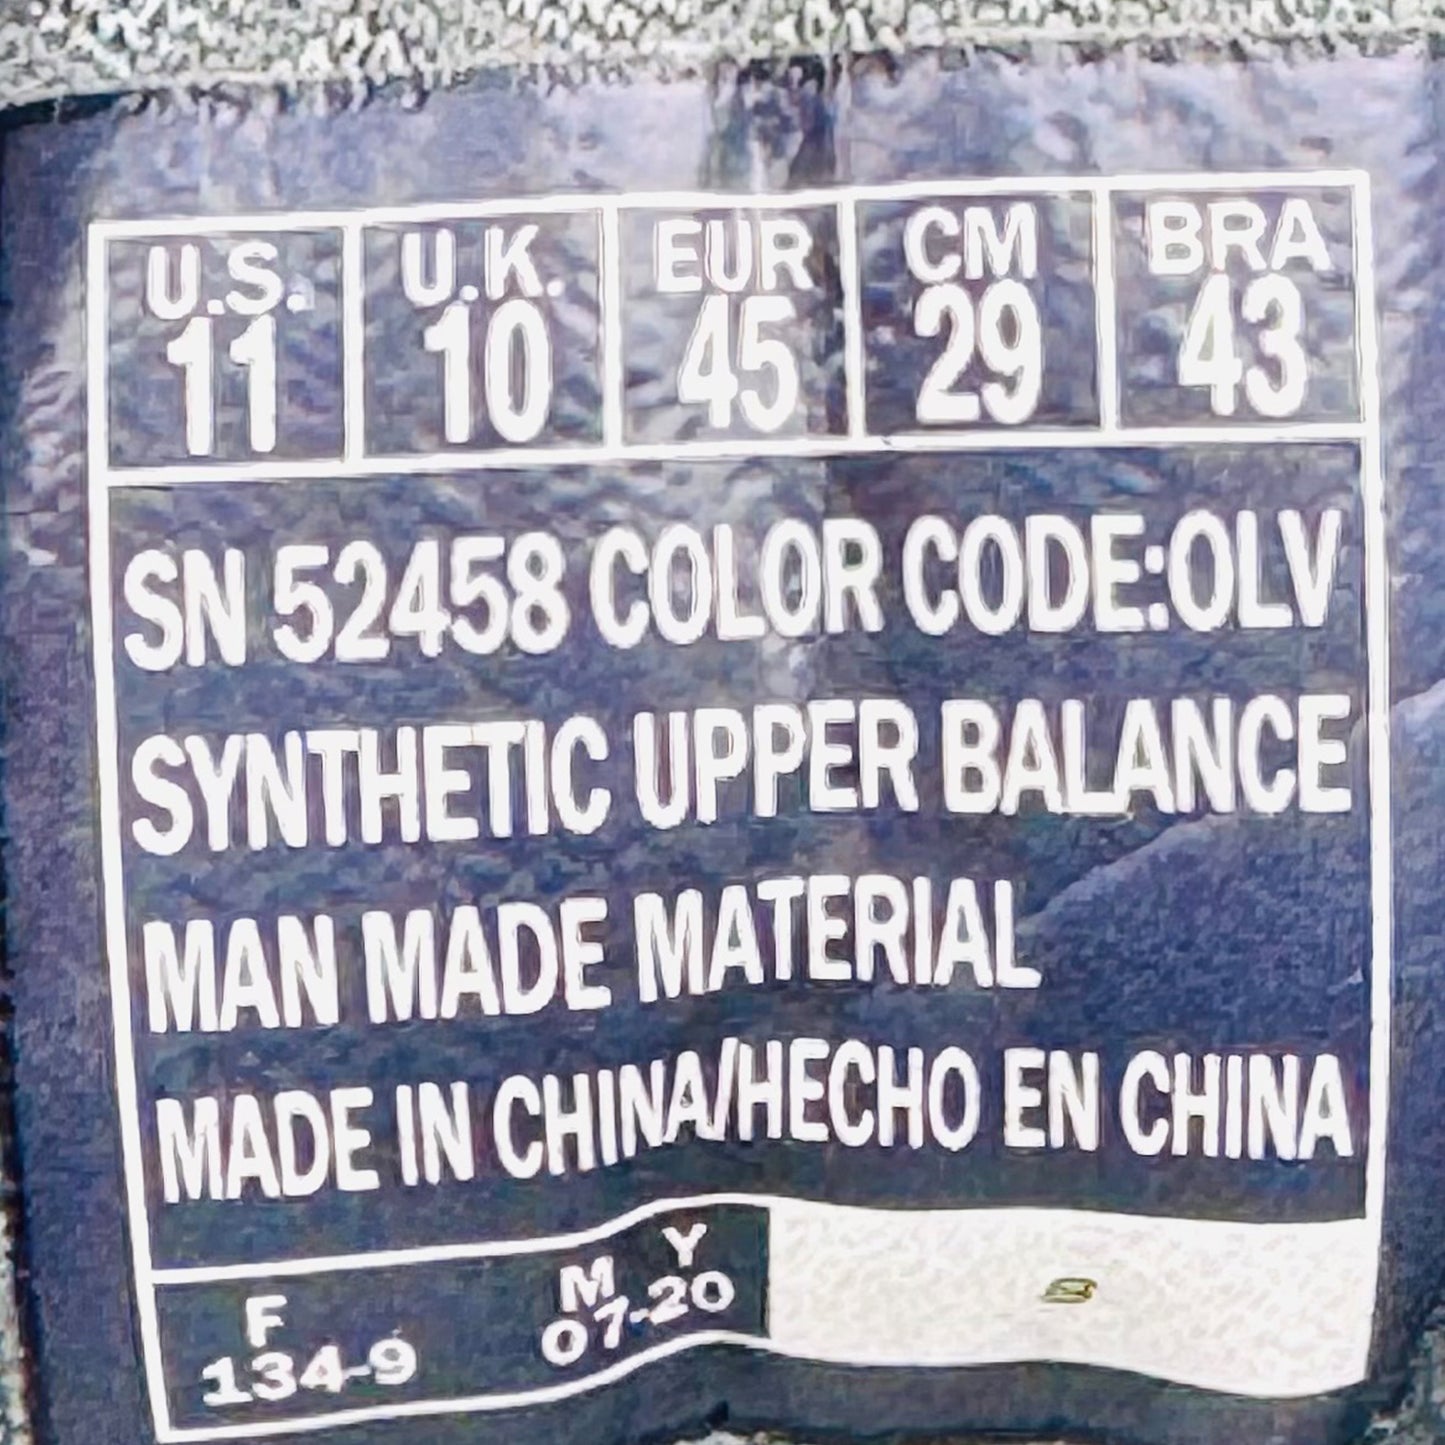 U.S. U.K. EUR CM BRA
11 10 45 29 43
SN 52458 COLOR CODE:OLV
SYNTHETIC UPPER BALANCE
MAN MADE MATERIAL
MADE IN CHINA/HECHO EN CHINA
F M Y
134-9 07-20